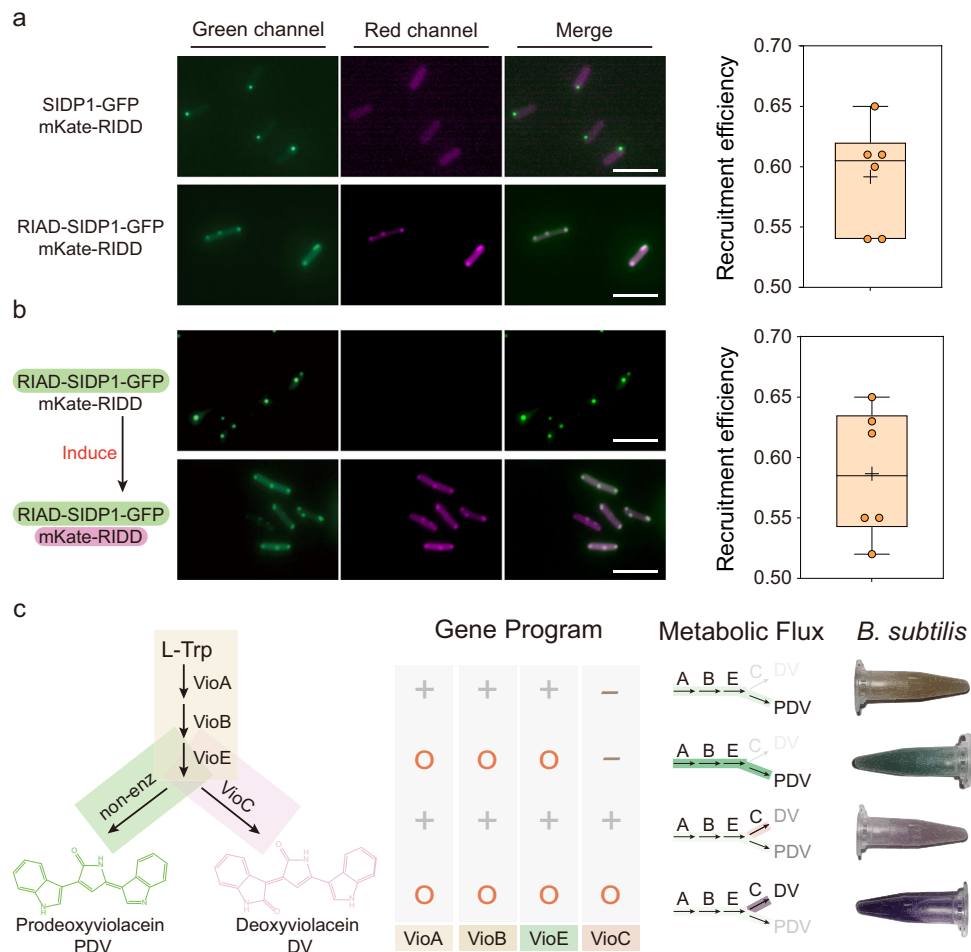 a
Green channel
Red channel
Merge
SIDP1-GFP
mKate-RIDD
RIAD-SIDP1-GFP
mKate-RIDD
Recruitment efficiency
0.70
0.65
0.60
0.55
0.50
b
RIAD-SIDP1-GFP
mKate-RIDD
Induce
RIAD-SIDP1-GFP
mKate-RIDD
Recruitment efficiency
0.70
0.65
0.60
0.55
0.50
c
L-Trp
VioA
VioB
VioE
non-enz
VioC
O
NH
N
H
N
Prodeoxyviolacein
PDV
O
NH
N
H
O
N
H
Deoxyviolacein
DV
Gene Program
+ + + −
O O O −
+ + + +
O O O O
VioA VioB VioE VioC
Metabolic Flux
A B E C DV
PDV
A B E C DV
PDV
A B E C DV
PDV
A B E C DV
PDV
B. subtilis